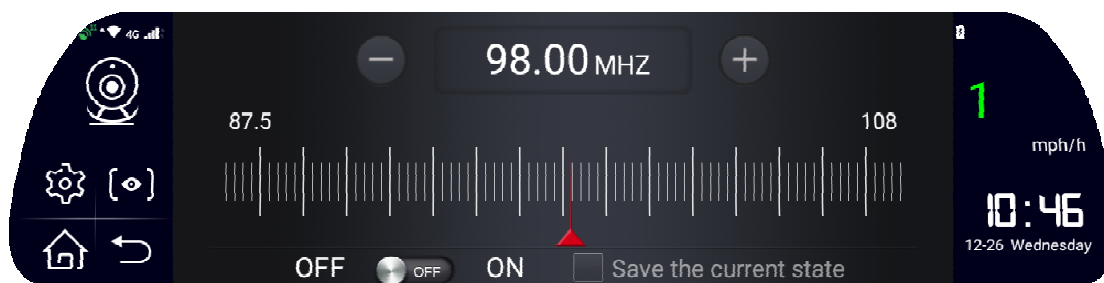 4G
98.00 MHZ
1
87.5 108
mph/h
10:46
12-26 Wednesday
OFF OFF ON Save the current state